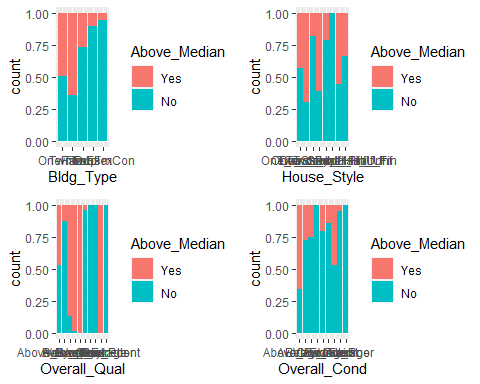 1.00
0.75
0.50
0.25
0.00
count
Bldg_Type
Above_Median
Yes
No
1.00
0.75
0.50
0.25
0.00
count
House_Style
Above_Median
Yes
No
1.00
0.75
0.50
0.25
0.00
count
Overall_Qual
Above_Median
Yes
No
1.00
0.75
0.50
0.25
0.00
count
Overall_Cond
Above_Median
Yes
No